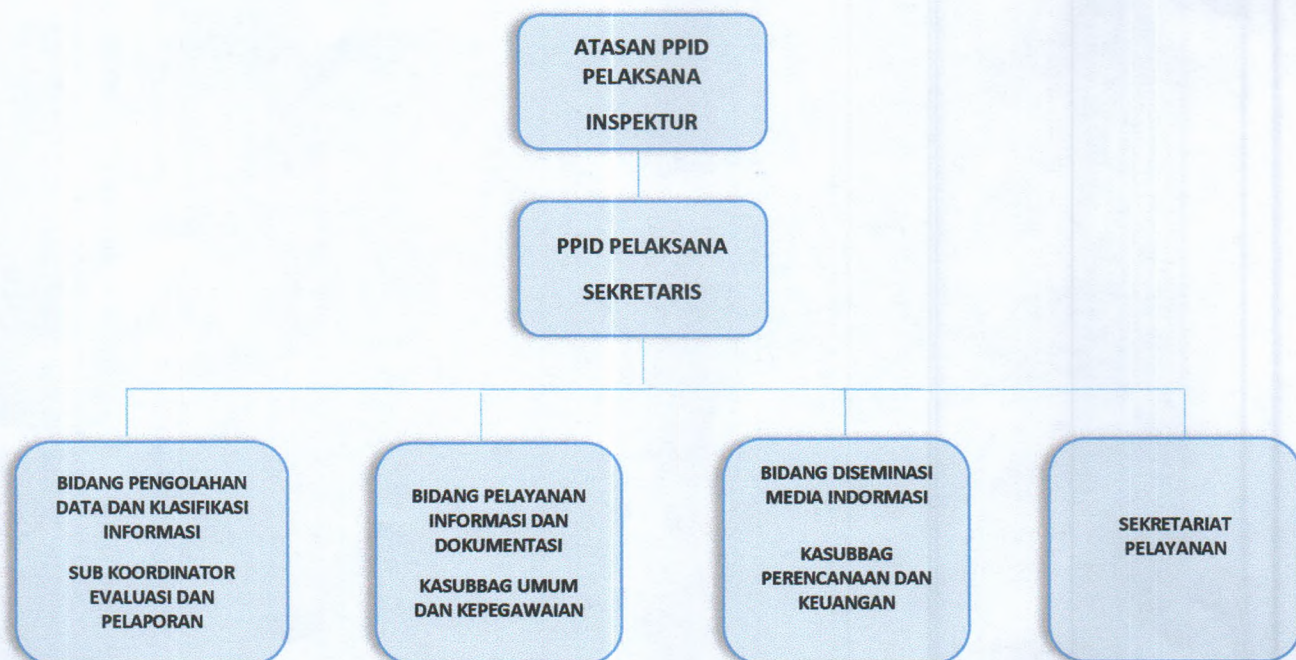 ATASAN PPID
PELAKSANA
INSPEKTUR
PPID PELAKSANA
SEKRETARIS
BIDANG PENGOLAHAN
DATA DAN KLASIFIKASI
INFORMASI
SUB KOORDINATOR
EVALUASI DAN
PELAPORAN
BIDANG PELAYANAN
INFORMASI DAN
DOKUMENTASI
KASUBBAG UMUM
DAN KEPEGAWAIAN
BIDANG DISEMINASI
MEDIA INDORMASI
KASUBBAG
PERENCANAAN DAN
KEUANGAN
SEKRETARIAT
PELAYANAN